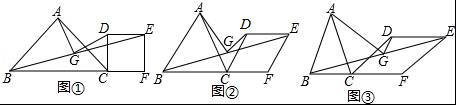 A D E G B C F
图①
A D E G B C F
图②
A D E G B C F
图③